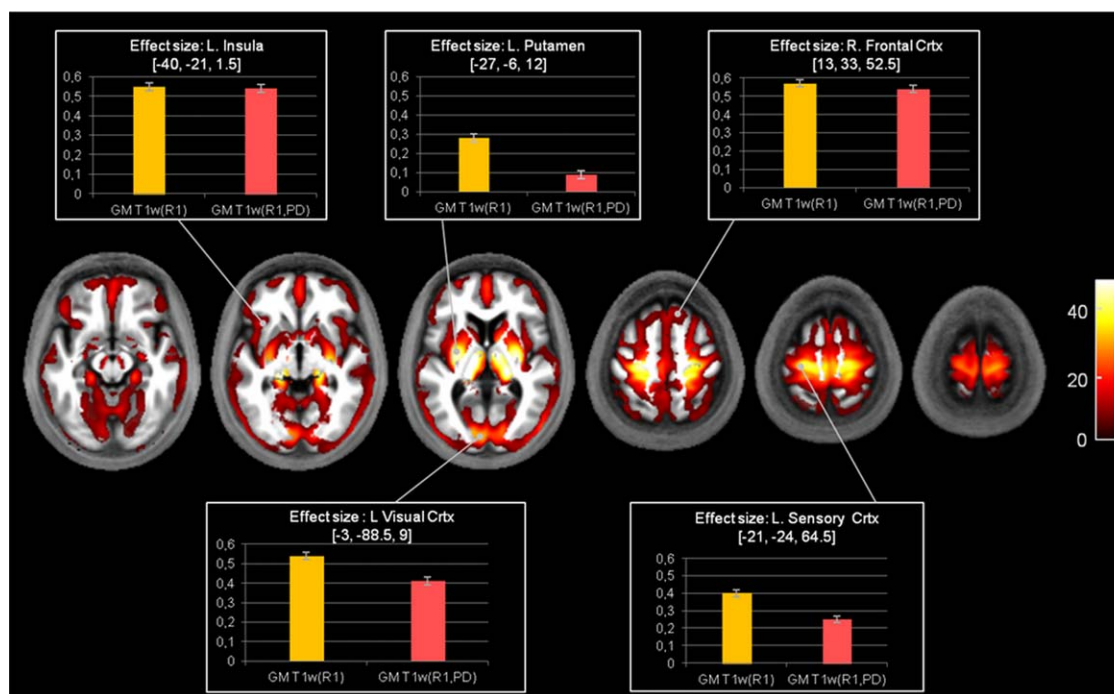 Effect size: L. Insula
[-40, -21, 1.5]
0,6
0,5
0,4
0,3
0,2
0,1
0
GM T1w(R1)
GM T1w(R1,PD)
Effect size: L. Putamen
[-27, -6, 12]
0,6
0,5
0,4
0,3
0,2
0,1
0
GM T1w(R1)
GM T1w(R1,PD)
Effect size: R. Frontal Crtx
[13, 33, 52.5]
0,6
0,5
0,4
0,3
0,2
0,1
0
GM T1w(R1)
GM T1w(R1,PD)
40
20
0
Effect size : L Visual Crtx
[-3, -88.5, 9]
0,6
0,5
0,4
0,3
0,2
0,1
0
GM T1w(R1)
GM T1w(R1,PD)
Effect size: L. Sensory Crtx
[-21, -24, 64.5]
0,6
0,5
0,4
0,3
0,2
0,1
0
GM T1w(R1)
GM T1w(R1,PD)